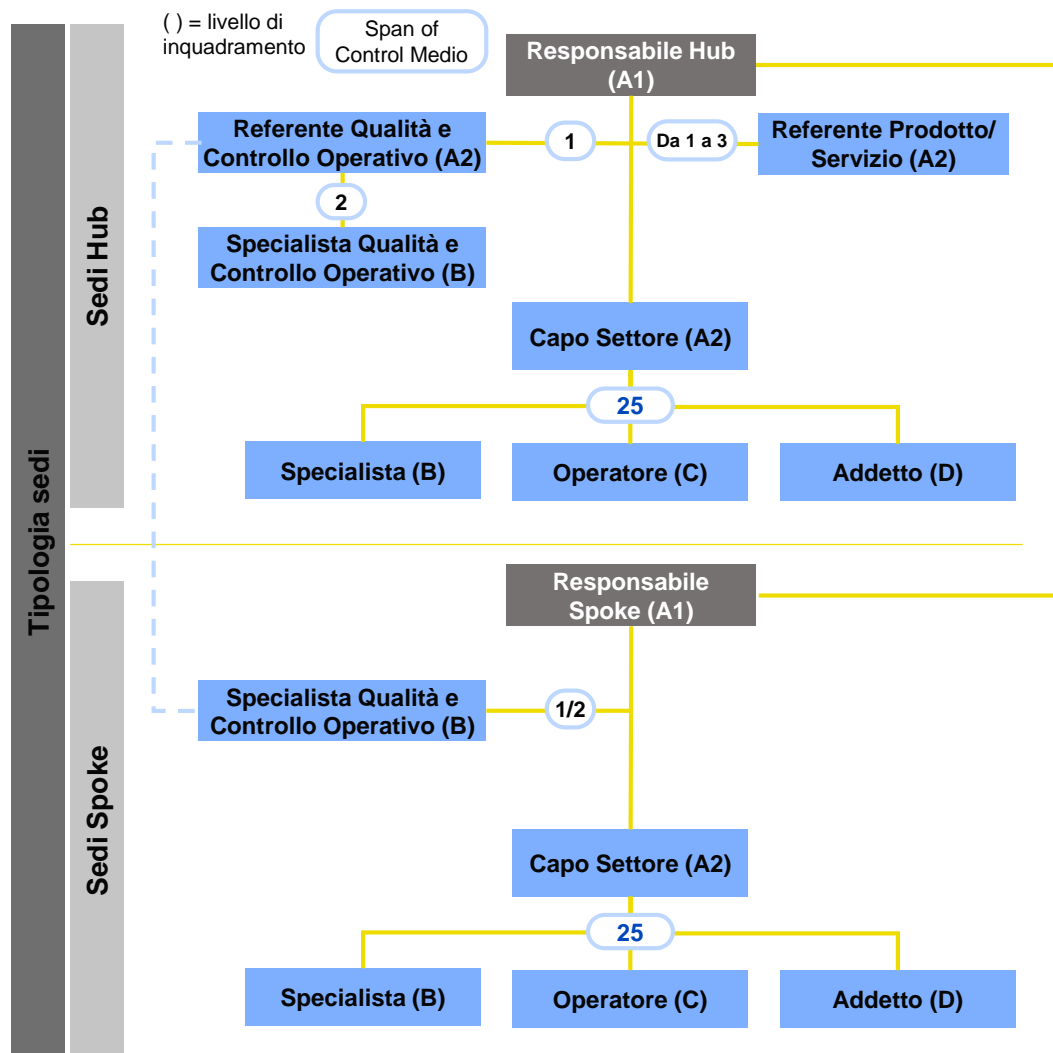 ( ) = livello di
inquadramento
Span of
Control Medio
Tipologia sedi
Sedi Hub
Responsabile Hub
(A1)
Referente Qualità e
Controllo Operativo (A2)
1
Da 1 a 3
Referente Prodotto/
Servizio (A2)
2
Specialista Qualità e
Controllo Operativo (B)
Capo Settore (A2)
25
Specialista (B)
Operatore (C)
Addetto (D)
Sedi Spoke
Responsabile
Spoke (A1)
Specialista Qualità e
Controllo Operativo (B)
1/2
Capo Settore (A2)
25
Specialista (B)
Operatore (C)
Addetto (D)